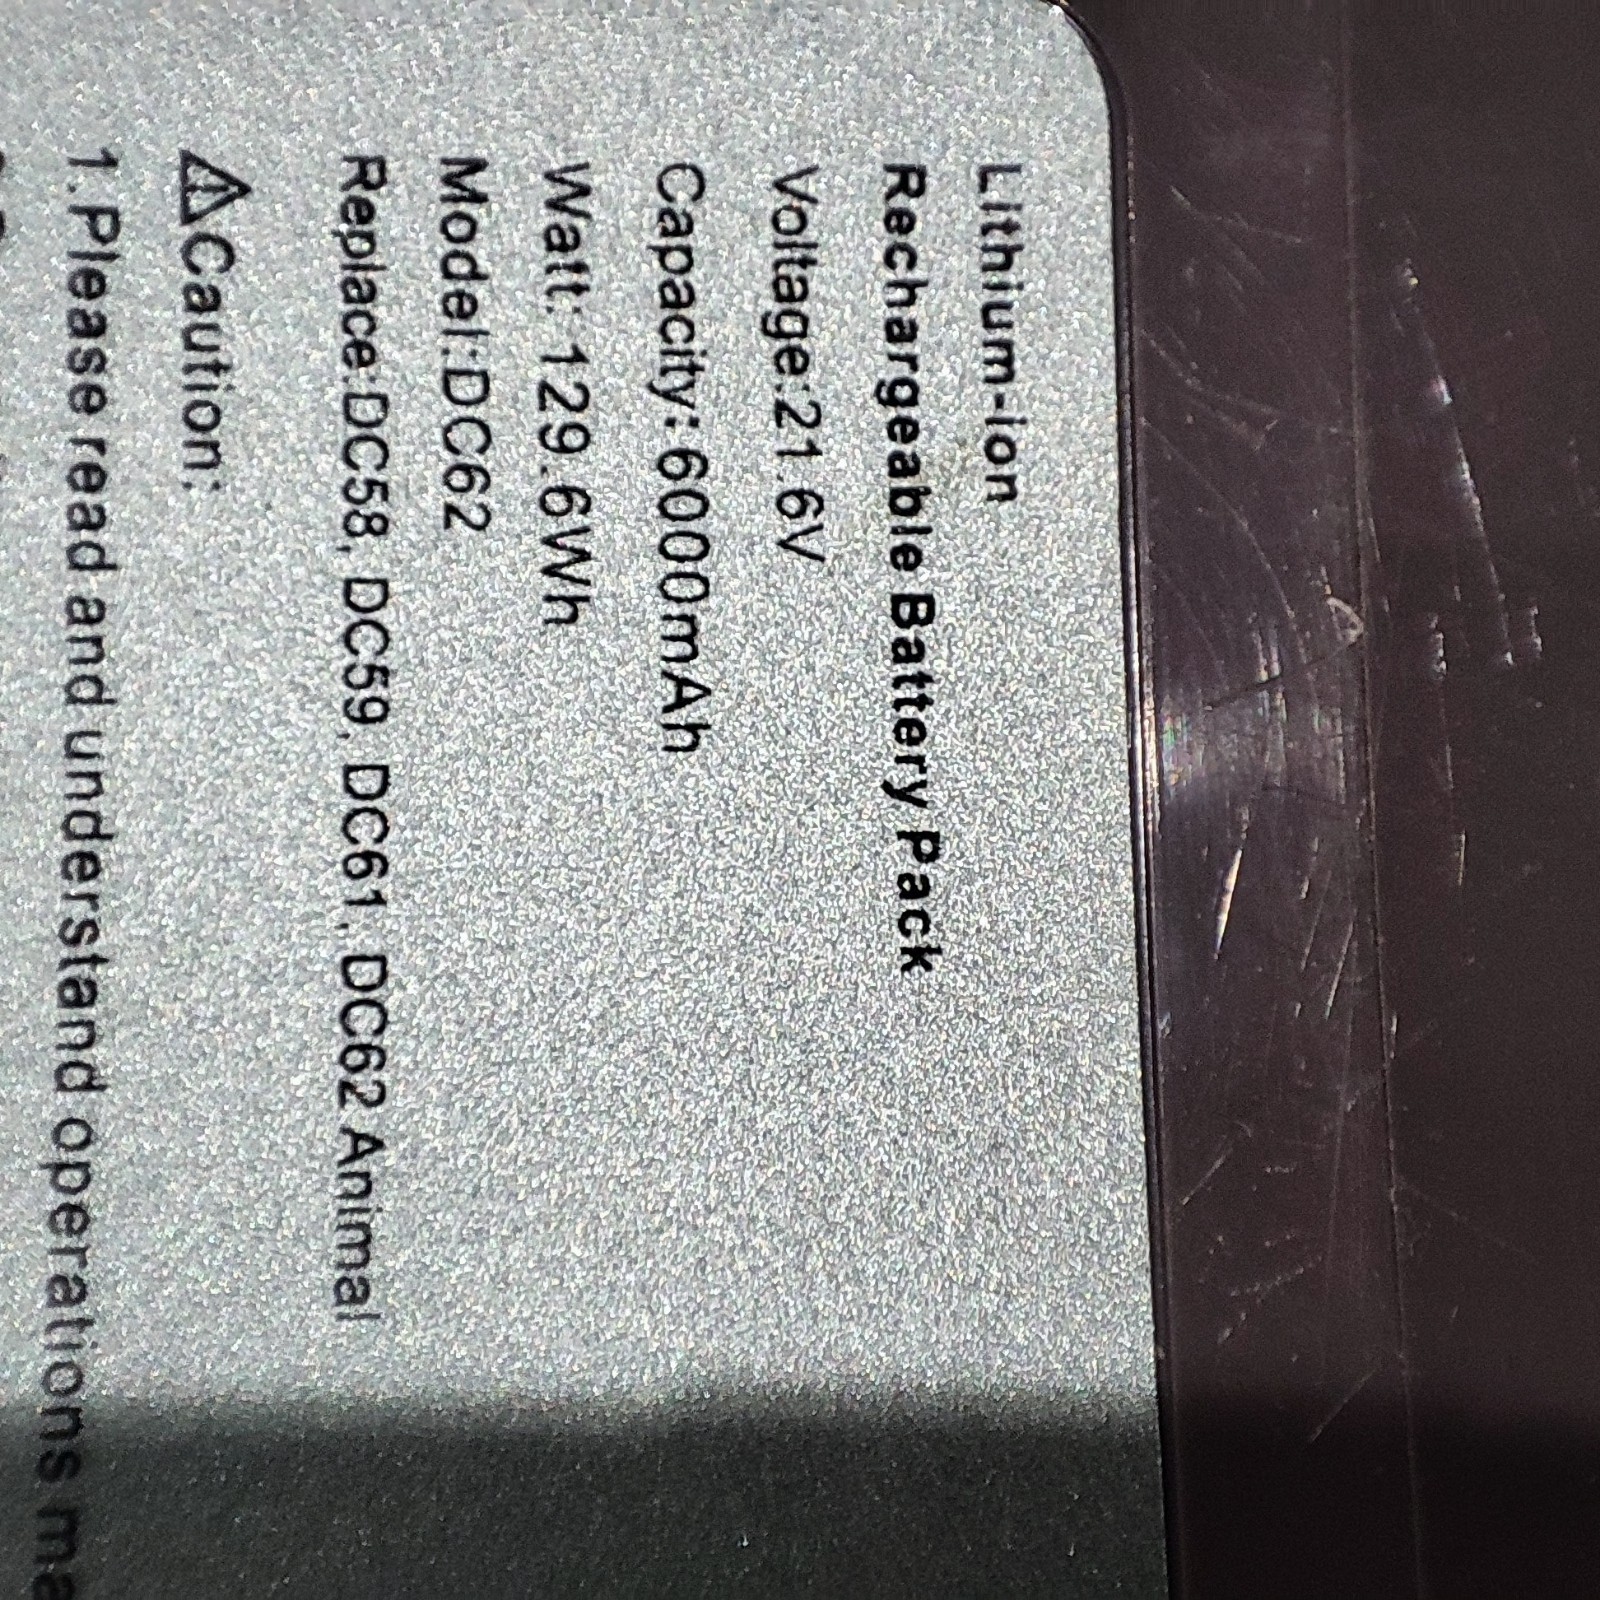 Lithium-ion
Rechargeable Battery Pack
Voltage:21.6V
Capacity:6000mAh
Watt: 129.6Wh
Model:DC62
Replace:DC58, DC59, DC61, DC62 Animal
⚠Caution:
1.Please read and understand operations ma